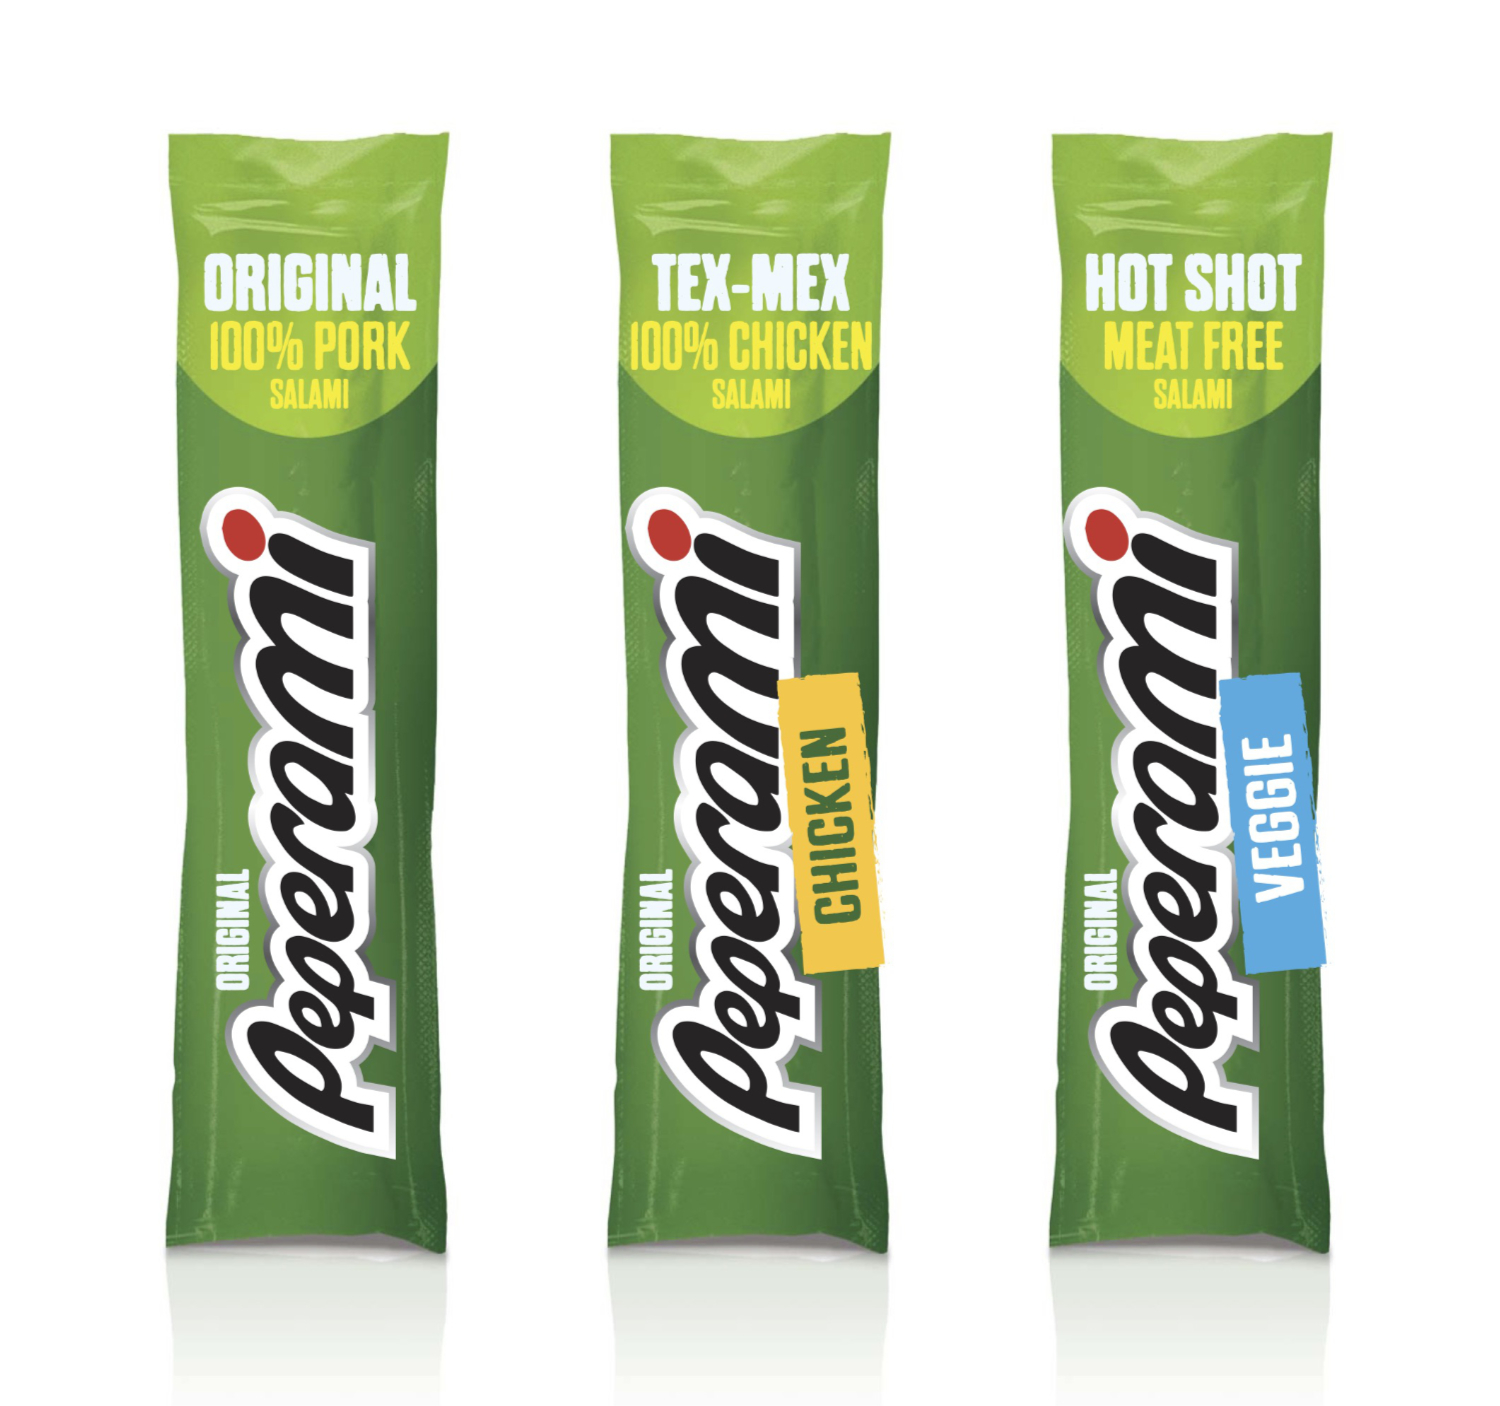 ORIGINAL
100% PORK
SALAMI
ORIGINAL
Peperami
TEX-MEX
100% CHICKEN
SALAMI
ORIGINAL
Peperami
CHICKEN
HOT SHOT
MEAT FREE
SALAMI
ORIGINAL
Peperami
VEGGIE